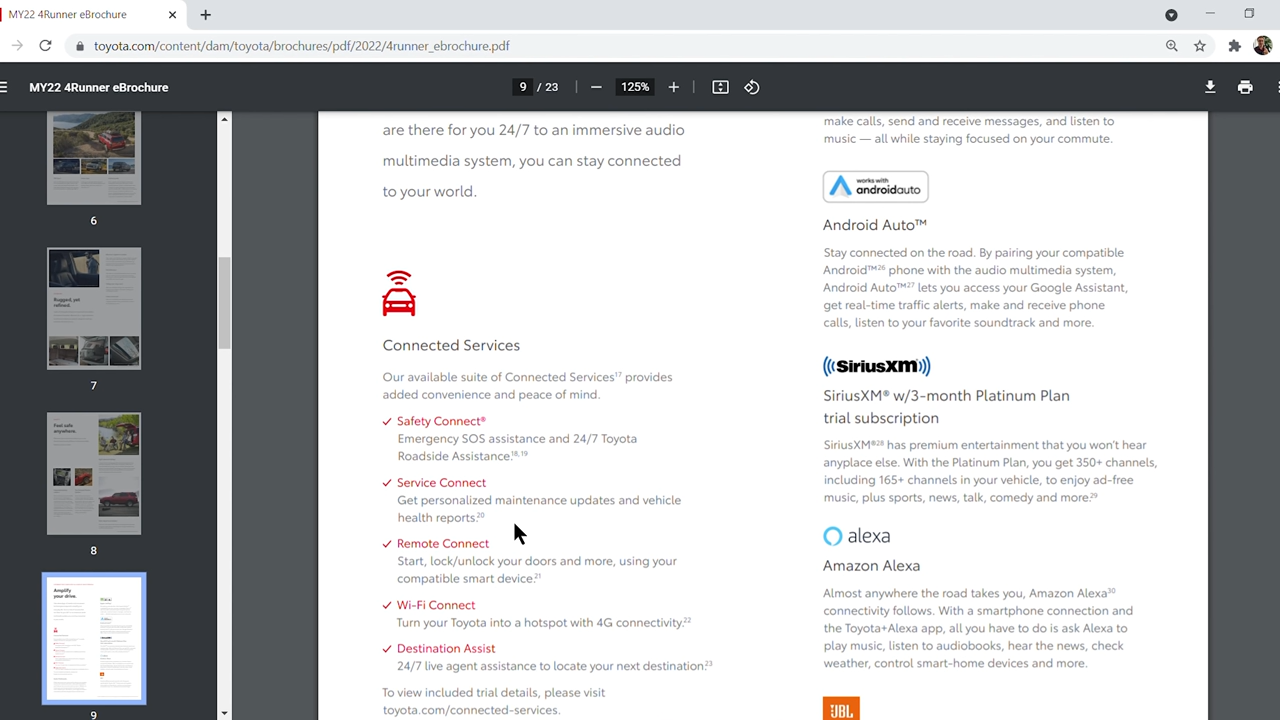 MY22 4Runner eBrochure
toyota.com/content/dam/toyota/brochures/pdf/2022/4runner_ebrochure.pdf
MY22 4Runner eBrochure
9 / 23
125%
6
Rugged, yet
refined.
7
Feel safe
anywhere.
8
Amplify
your drive.
9
are there for you 24/7 to an immersive audio
multimedia system, you can stay connected
to your world.
Connected Services
Our available suite of Connected Services17 provides
added convenience and peace of mind.
Safety Connect®
Emergency SOS assistance and 24/7 Toyota
Roadside Assistance.18,19
Service Connect
Get personalized maintenance updates and vehicle
health reports.20
Remote Connect
Start, lock/unlock your doors and more, using your
compatible smart device.21
Wi-Fi Connect
Turn your Toyota into a hotspot with 4G connectivity.22
Destination Assist
24/7 live agent assistance to locate your next destination.23
To view included trial details, please visit
toyota.com/connected-services.
make calls, send and receive messages, and listen to
music — all while staying focused on your commute.
works with
androidauto
Android Auto™
Stay connected on the road. By pairing your compatible
Android™26 phone with the audio multimedia system,
Android Auto™27 lets you access your Google Assistant,
get real-time traffic alerts, make and receive phone
calls, listen to your favorite soundtrack and more.
SiriusXM
SiriusXM® w/3-month Platinum Plan
trial subscription
SiriusXM®28 has premium entertainment that you won't hear
anyplace else. With the Platinum Plan, you get 350+ channels,
including 165+ channels in your vehicle, to enjoy ad-free
music, plus sports, news, talk, comedy and more.29
alexa
Amazon Alexa
Almost anywhere the road takes you, Amazon Alexa30
connectivity follows. With a smartphone connection and
the Toyota+Alexa app, all you have to do is ask Alexa to
play music, listen to audiobooks, hear the news, check
weather, control smart-home devices and more.
JBL